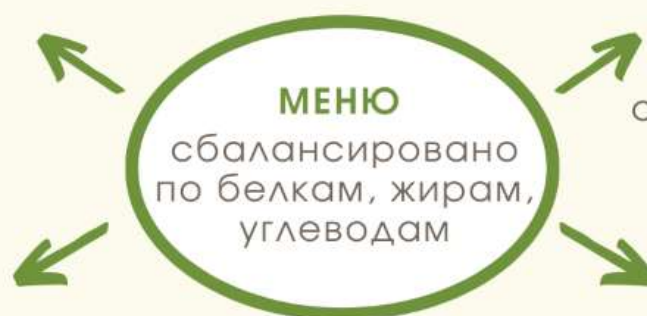 МЕНЮ
сбалансировано
по белкам, жирам,
углеводам